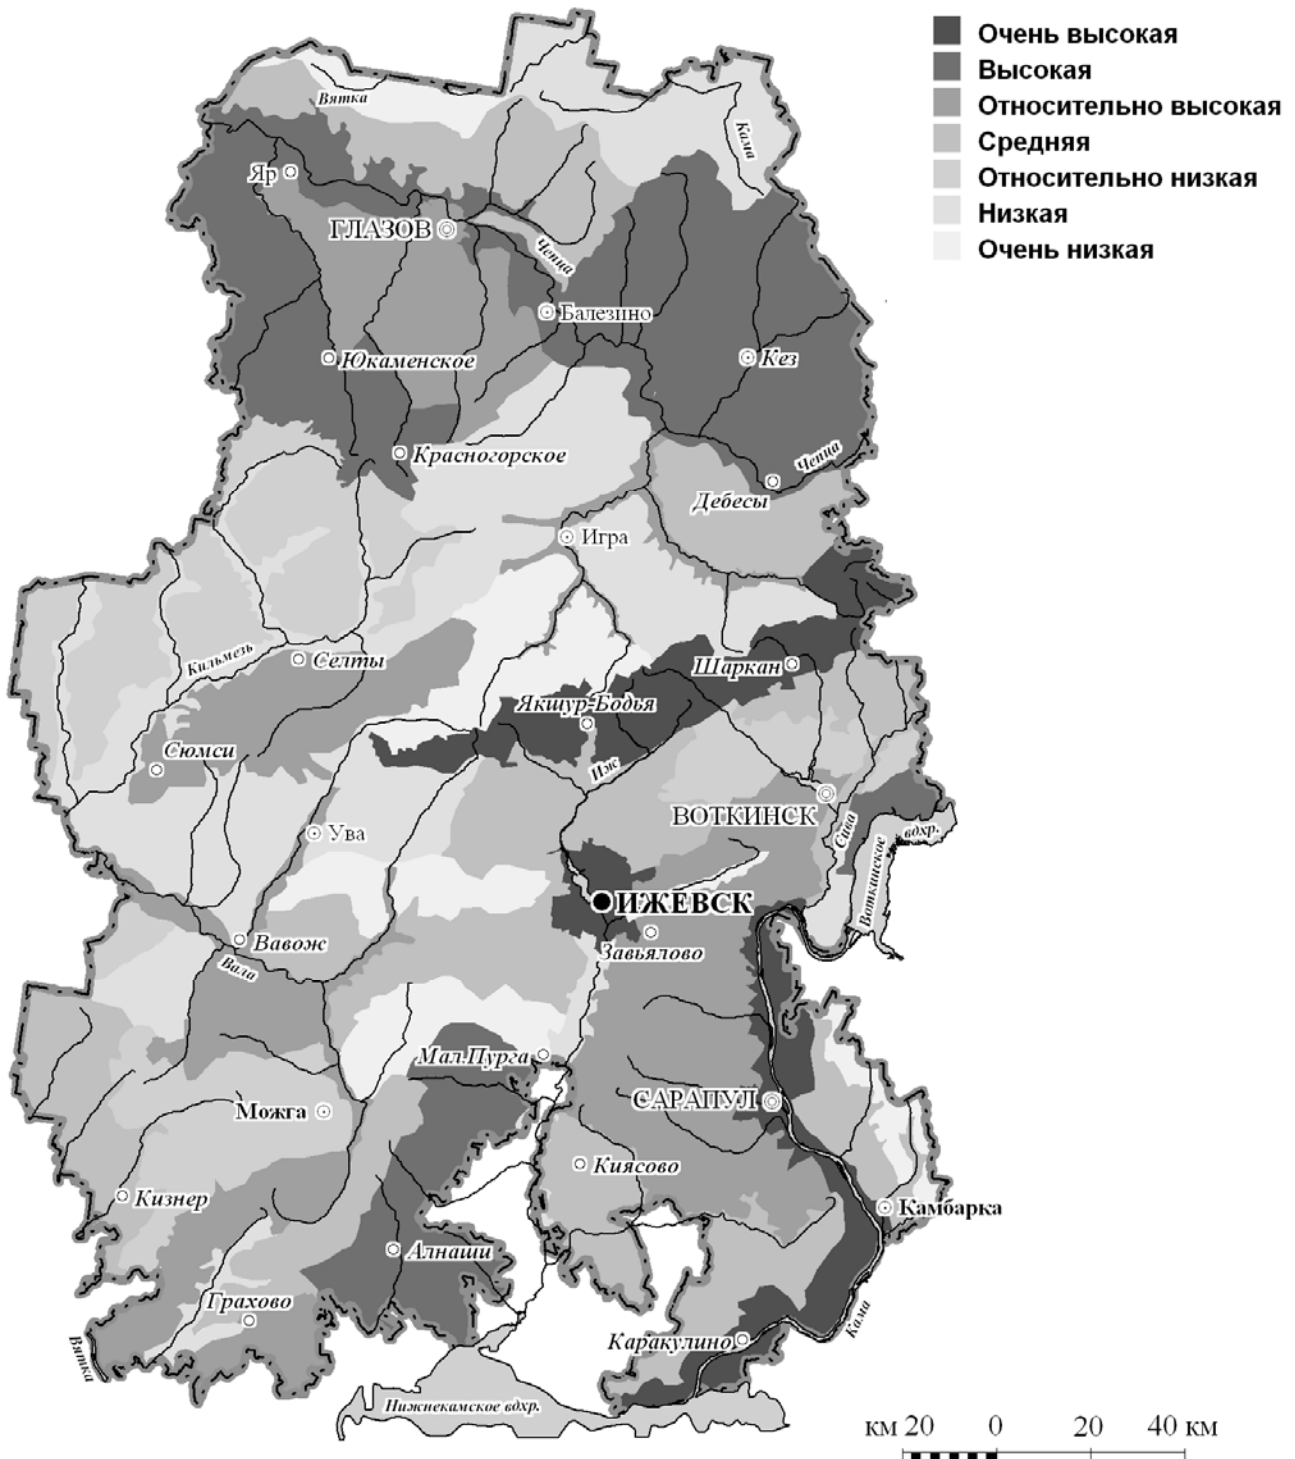 Очень высокая
Высокая
Относительно высокая
Средняя
Относительно низкая
Низкая
Очень низкая
Вятка
Кама
Яр
ГЛАЗОВ
Чепца
Балезино
Юкаменское
Кез
Красногорское
Чепца
Дебесы
Игра
Кильмезь
Селты
Шаркан
Якшур-Бодья
Сюмси
Иж
ВОТКИНСК
Ува
Сива
вдхр.
Воткинское
ИЖЕВСК
Вавож
Завьялово
Вала
Мал.Пурга
САРАПУЛ
Можга
Киясово
Кизнер
Камбарка
Алнаши
Грахово
Каракулино
Кама
Вятка
Нижнекамское вдхр.
км 20 0 20 40 км